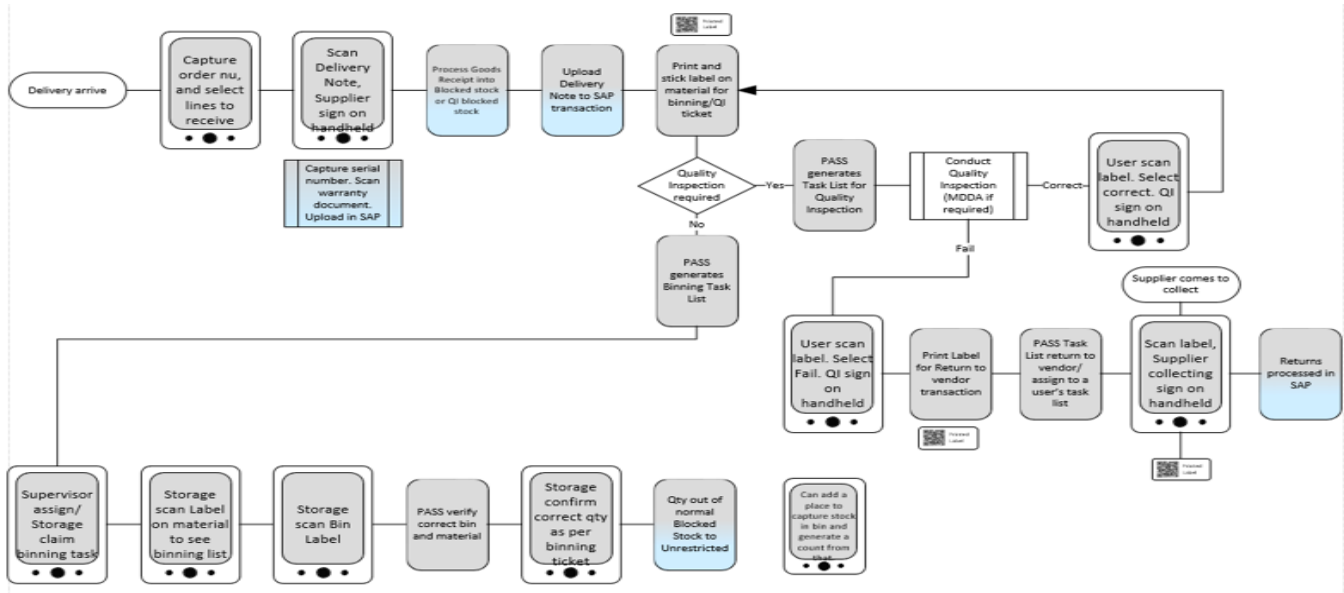 Delivery arrive
Capture
order nu,
and select
lines to
receive
Scan
Delivery
Note,
Supplier
sign on
handheld
Capture serial
number. Scan
warranty
document.
Upload in SAP
Process Goods
Receipt into
Blocked stock
or QI blocked
stock
Upload
Delivery
Note to SAP
transaction
Printed
Label
Print and
stick label on
material for
binning/QI
ticket
Quality
Inspection
required
Yes
No
PASS
generates
Task List for
Quality
Inspection
Conduct
Quality
Inspection
(MDDA if
required)
Correct
User scan
label. Select
correct. QI
sign on
handheld
Fail
PASS
generates
Binning Task
List
User scan
label. Select
Fail. QI sign
on
handheld
Print Label
for Return to
vendor
transaction
Printed
Label
PASS Task
List return to
vendor/
assign to a
user's task
list
Supplier comes to
collect
Scan label,
Supplier
collecting
sign on
handheld
Printed
Label
Returns
processed in
SAP
Supervisor
assign/
Storage
claim
binning task
Storage
scan Label
on material
to see
binning list
Storage
scan Bin
Label
PASS verify
correct bin
and material
Storage
confirm
correct qty
as per
binning
ticket
Qty out of
normal
Blocked
Stock to
Unrestricted
Can add a
place to
capture stock
in bin and
generate a
count from
that.